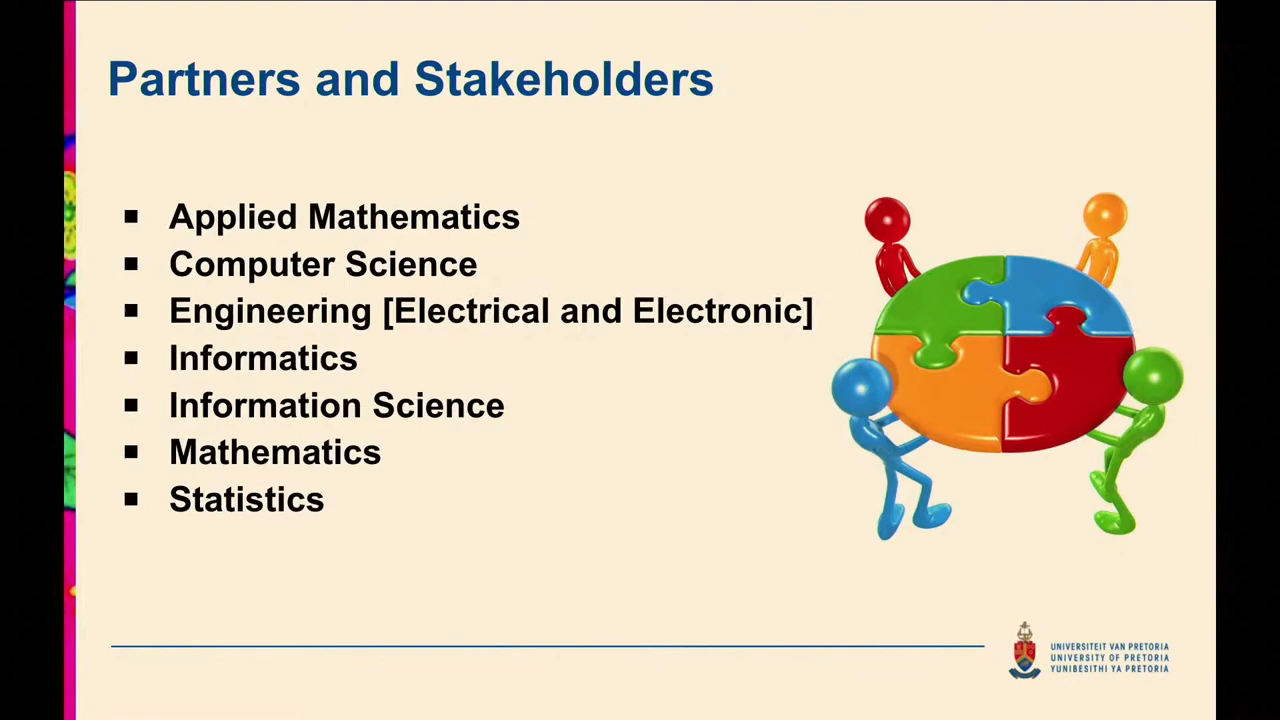 Partners and Stakeholders
▪ Applied Mathematics
▪ Computer Science
▪ Engineering [Electrical and Electronic]
▪ Informatics
▪ Information Science
▪ Mathematics
▪ Statistics
UNIVERSITEIT VAN PRETORIA
UNIVERSITY OF PRETORIA
YUNIBESITHI YA PRETORIA